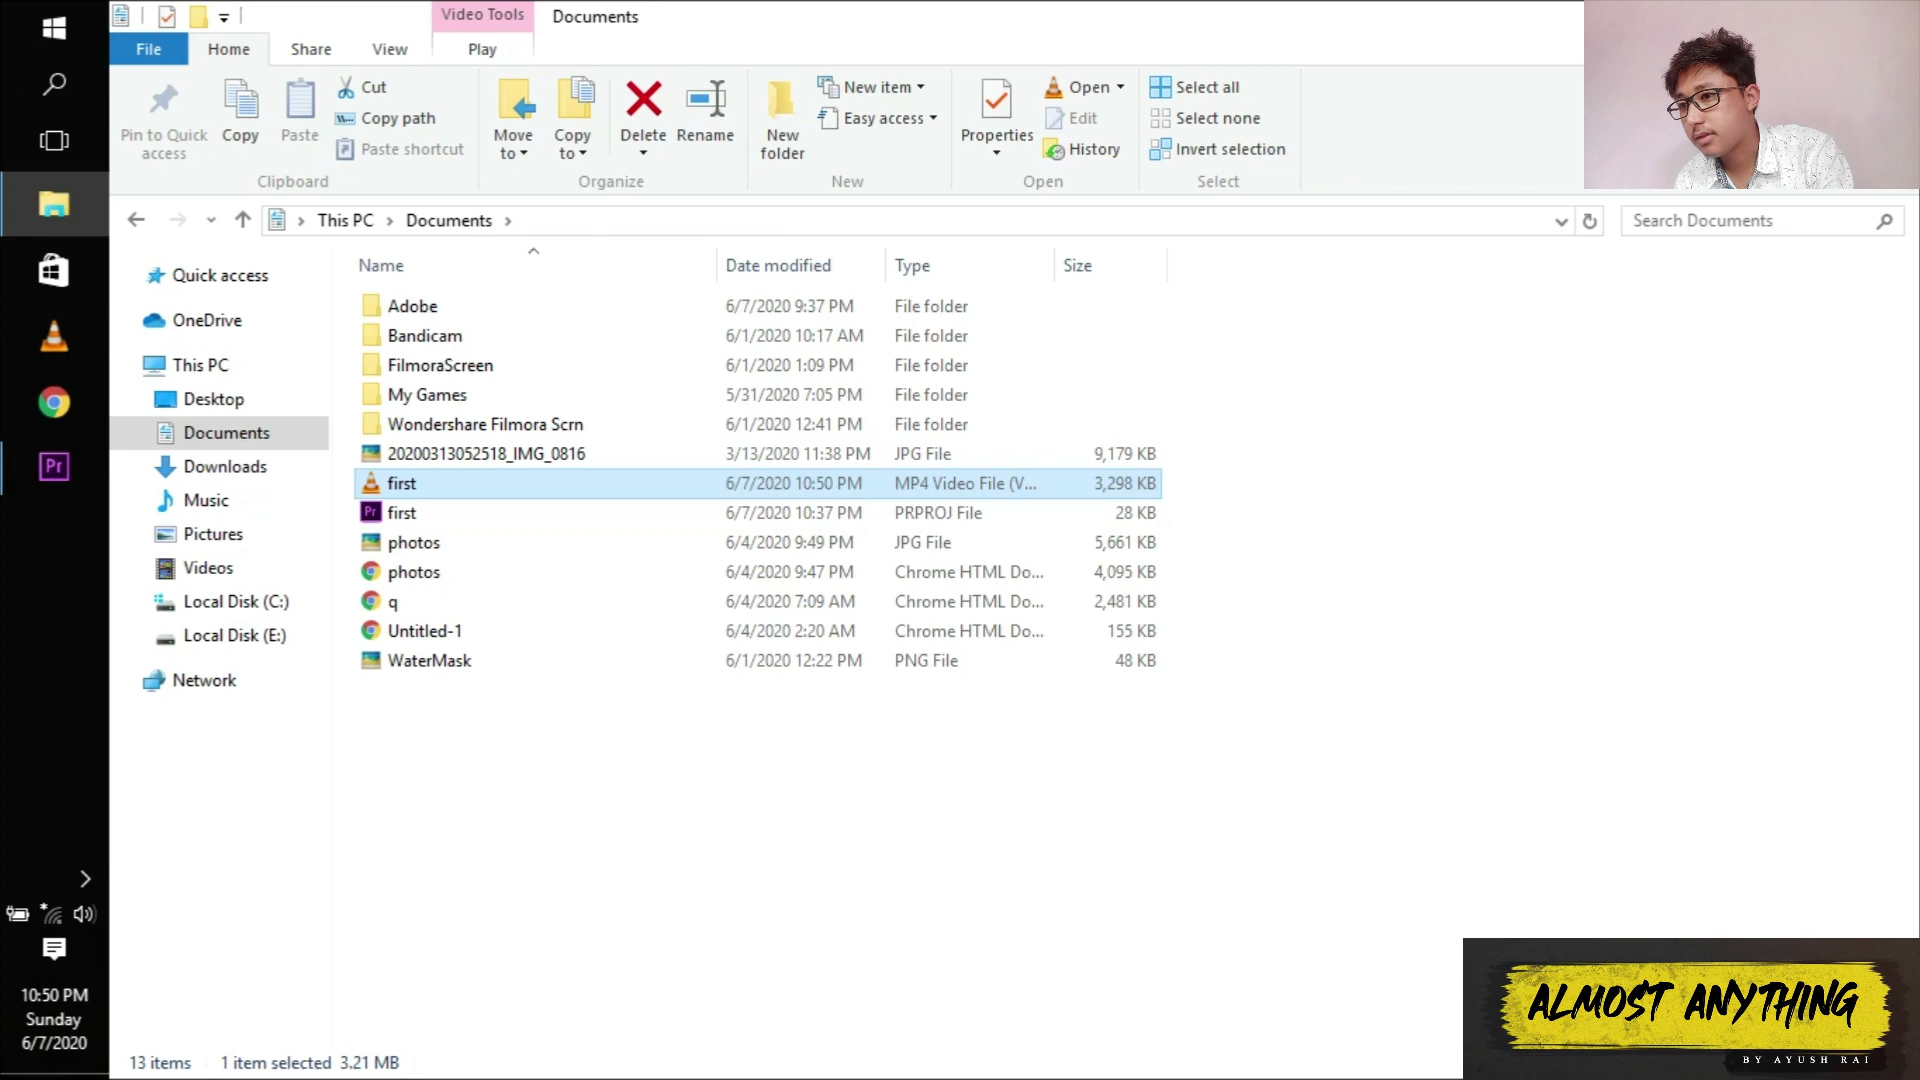 Video Tools
Documents
File
Home
Share
View
Play
Pin to Quick access
Copy
Paste
Cut
Copy path
Paste shortcut
Clipboard
Move to
Copy to
Delete
Rename
Organize
New folder
New item
Easy access
New
Properties
Open
Edit
History
Open
Select all
Select none
Invert selection
Select
This PC
Documents
Search Documents
Quick access
OneDrive
This PC
Desktop
Documents
Downloads
Music
Pictures
Videos
Local Disk (C:)
Local Disk (E:)
Network
Name Date modified Type Size
Adobe 6/7/2020 9:37 PM File folder
Bandicam 6/1/2020 10:17 AM File folder
FilmoraScreen 6/1/2020 1:09 PM File folder
My Games 5/31/2020 7:05 PM File folder
Wondershare Filmora Scrn 6/1/2020 12:41 PM File folder
20200313052518_IMG_0816 3/13/2020 11:38 PM JPG File 9,179 KB
first 6/7/2020 10:50 PM MP4 Video File (V... 3,298 KB
Pr first 6/7/2020 10:37 PM PRPROJ File 28 KB
photos 6/4/2020 9:49 PM JPG File 5,661 KB
photos 6/4/2020 9:47 PM Chrome HTML Do... 4,095 KB
q 6/4/2020 7:09 AM Chrome HTML Do... 2,481 KB
Untitled-1 6/4/2020 2:20 AM Chrome HTML Do... 155 KB
WaterMask 6/1/2020 12:22 PM PNG File 48 KB
Pr
10:50 PM
Sunday
6/7/2020
13 items 1 item selected 3.21 MB
ALMOST ANYTHING
BY AYUSH RAI